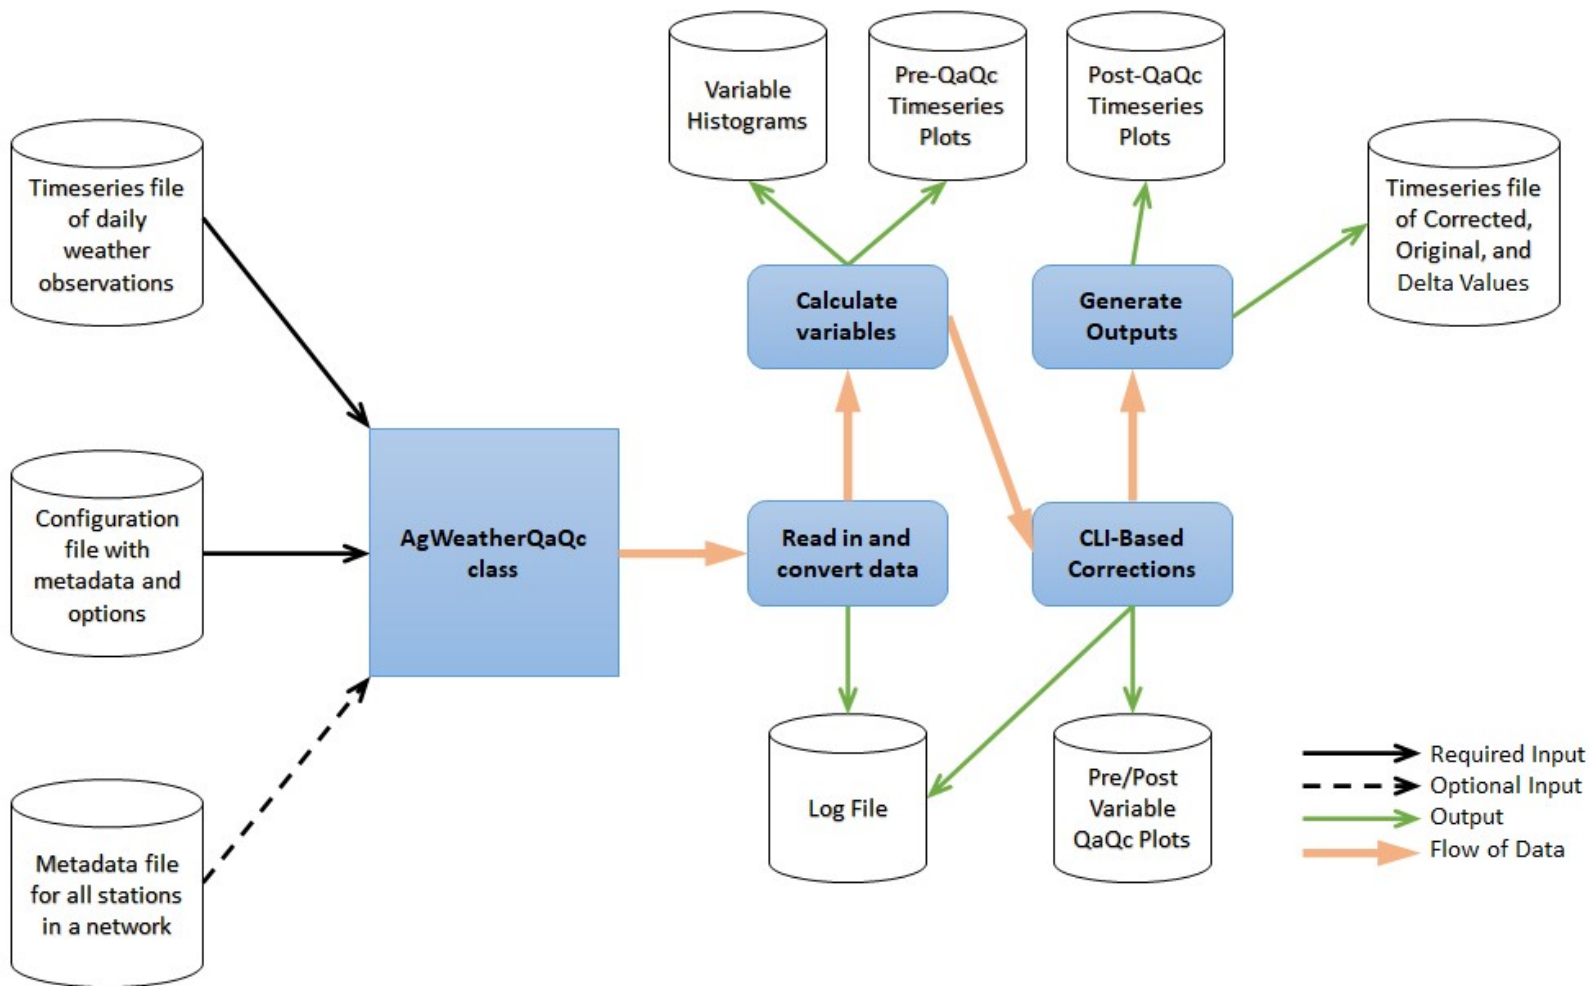 Timeseries file
of daily
weather
observations
Configuration
file with
metadata and
options
Metadata file
for all stations
in a network
AgWeatherQaQc
class
Variable
Histograms
Pre-QaQc
Timeseries
Plots
Post-QaQc
Timeseries
Plots
Timeseries file
of Corrected,
Original, and
Delta Values
Calculate
variables
Generate
Outputs
Read in and
convert data
CLI-Based
Corrections
Log File
Pre/Post
Variable
QaQc Plots
Required Input
Optional Input
Output
Flow of Data